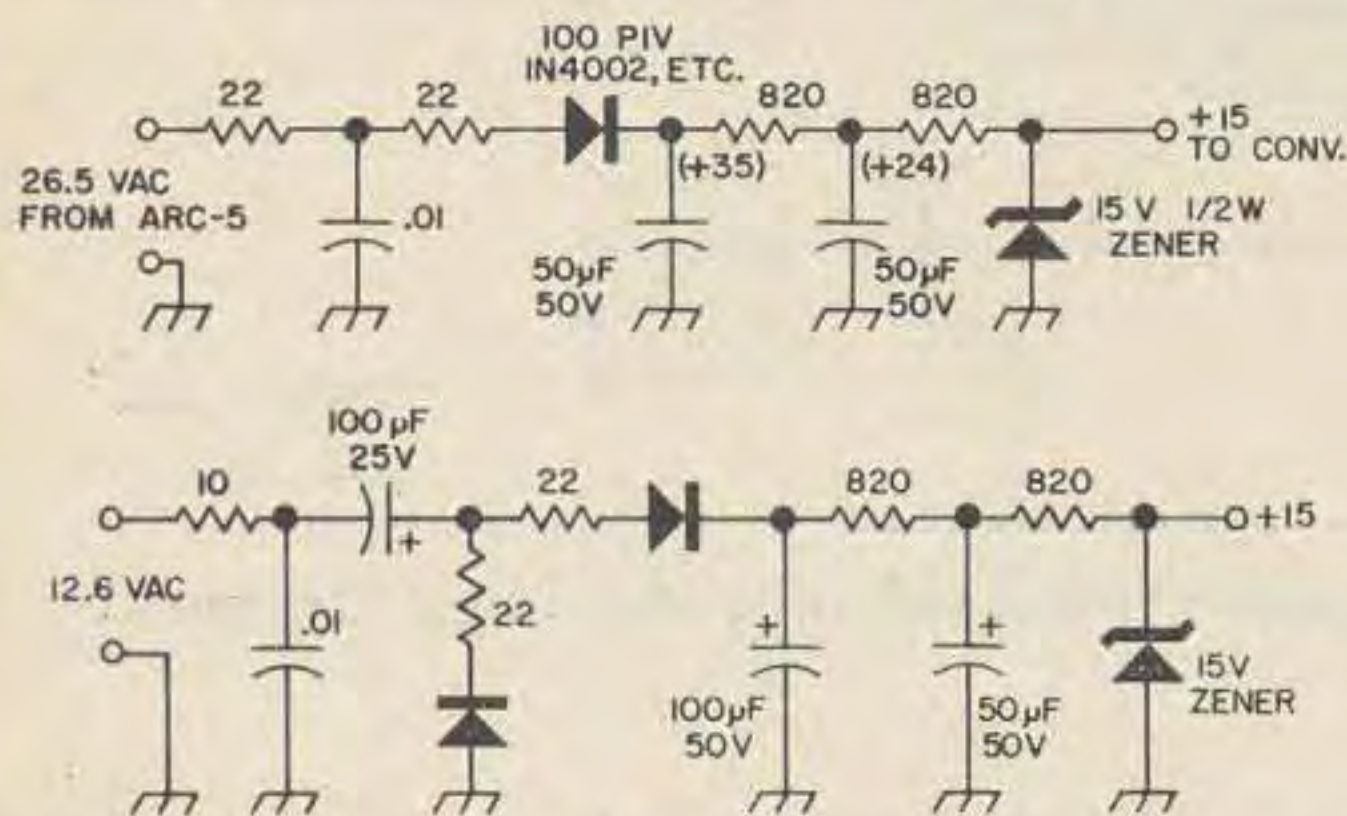 100 PIV
IN4002, ETC.
22
22
820
820
+15
TO CONV.
(+35)
(+24)
26.5 VAC
FROM ARC-5
.01
50µF
50V
50µF
50V
15 V 1/2 W
ZENER
100 µF
25V
10
+
22
820
820
+15
12.6 VAC
.01
22
+
100µF
50V
+
50µF
50V
15V
ZENER